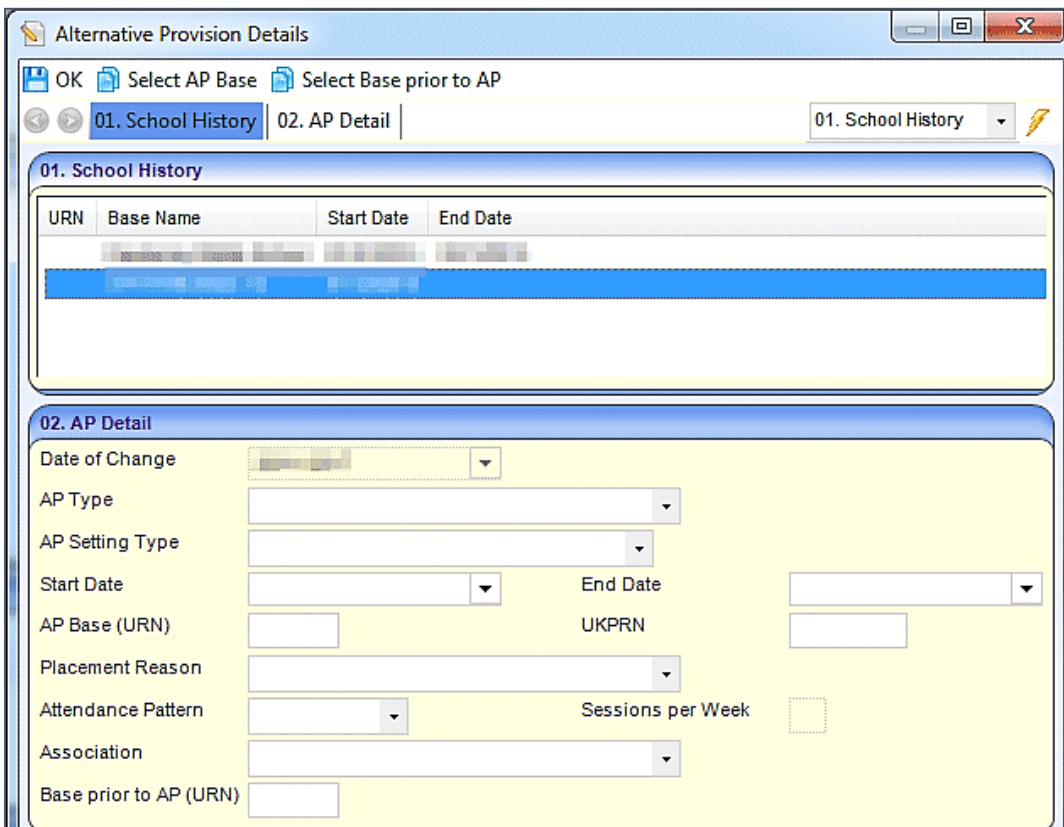 Alternative Provision Details
OK Select AP Base Select Base prior to AP
01. School History 02. AP Detail 01. School History
01. School History
URN Base Name Start Date End Date
02. AP Detail
Date of Change
AP Type
AP Setting Type
Start Date End Date
AP Base (URN) UKPRN
Placement Reason
Attendance Pattern Sessions per Week
Association
Base prior to AP (URN)